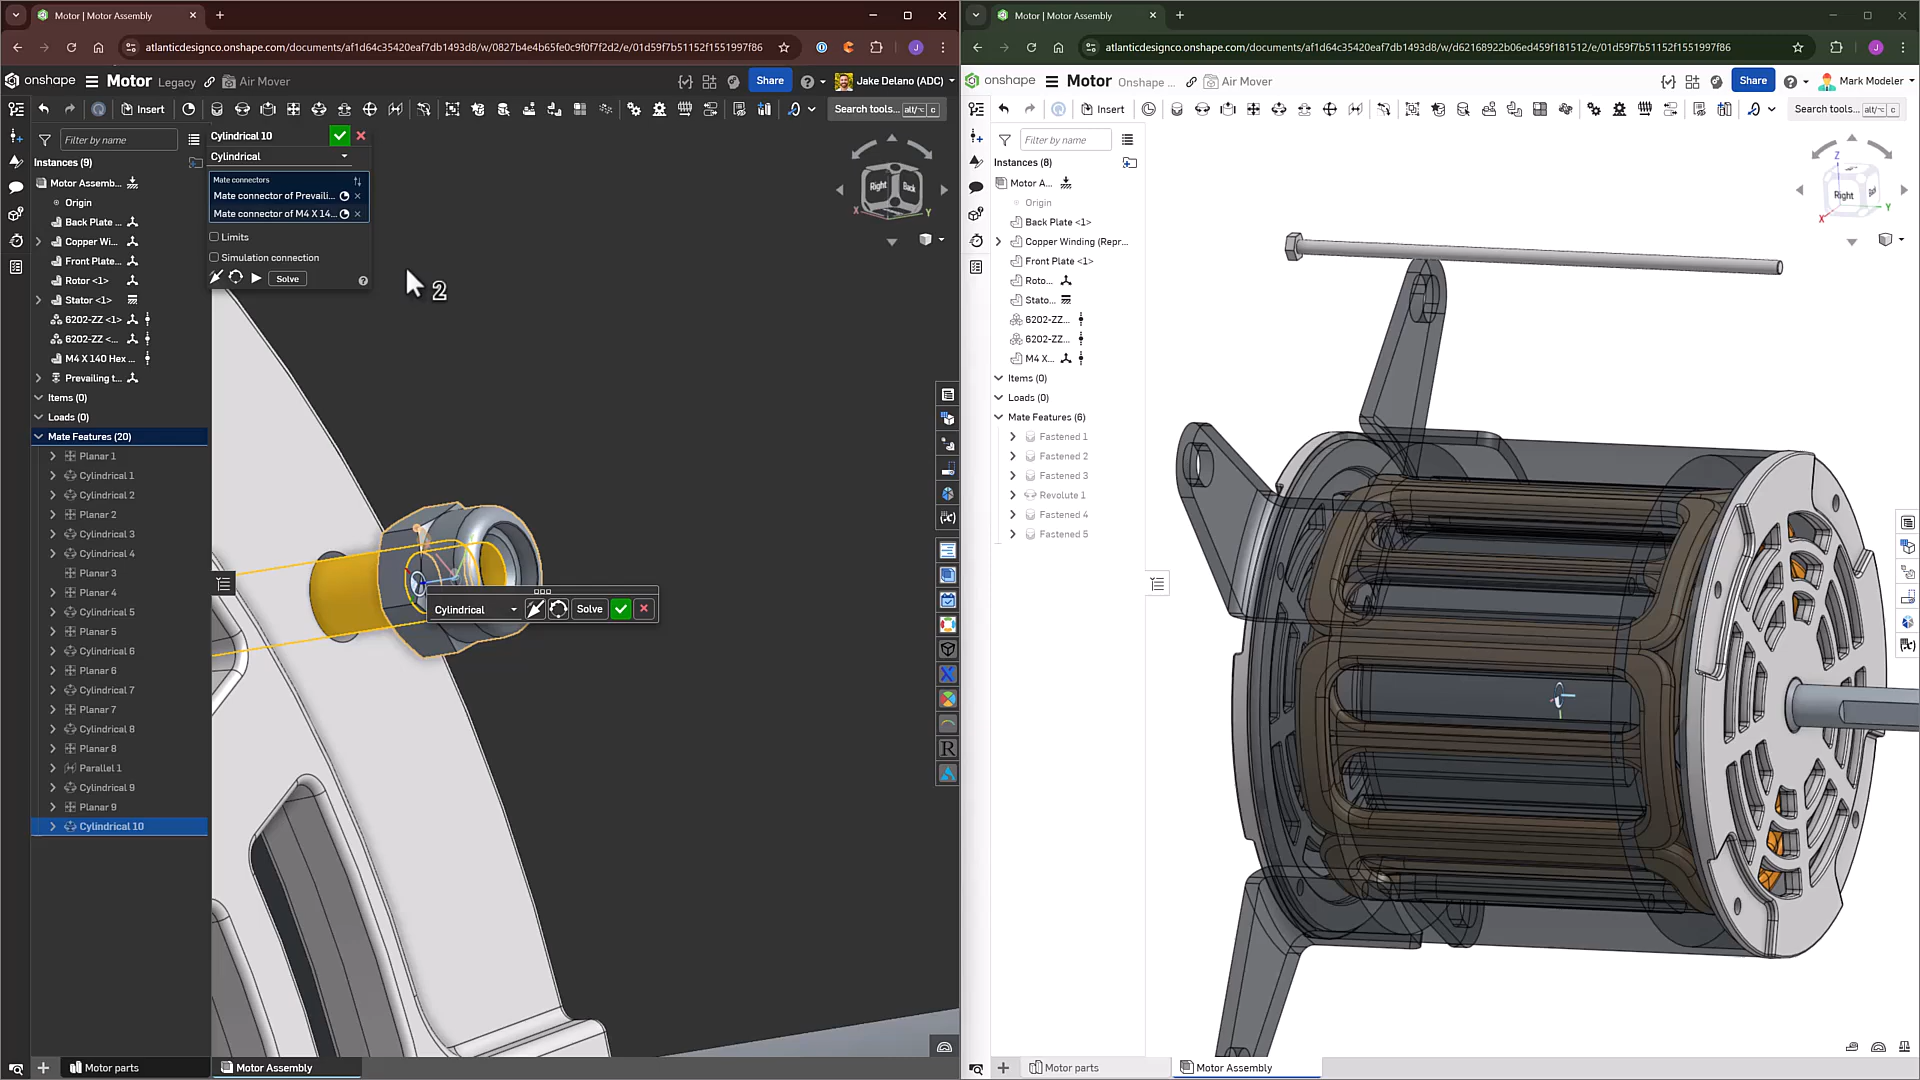 Motor | Motor Assembly
atlanticdesignco.onshape.com/documents/af1d64c35420eaf7db1493d8/w/0827b4e4b65fe0c9f0f7f2d2/e/01d59f7b51152f1551997f86
J
onshape
Motor
Legacy
Air Mover
Share
Jake Delano (ADC)
Insert
Search tools...
alt/⌥ c
Filter by name
Instances (9)
Motor Assemb...
Origin
Back Plate ...
Copper Wi...
Front Plate...
Rotor <1>
Stator <1>
6202-ZZ <1>
6202-ZZ <...
M4 X 140 Hex ...
Prevailing t...
Items (0)
Loads (0)
Mate Features (20)
Planar 1
Cylindrical 1
Cylindrical 2
Planar 2
Cylindrical 3
Cylindrical 4
Planar 3
Planar 4
Cylindrical 5
Planar 5
Cylindrical 6
Planar 6
Cylindrical 7
Planar 7
Cylindrical 8
Planar 8
Parallel 1
Cylindrical 9
Planar 9
Cylindrical 10
Cylindrical 10
Cylindrical
Mate connectors
Mate connector of Prevaili...
Mate connector of M4 X 14...
Limits
Simulation connection
Solve
2
Right
Back
X
Y
Cylindrical
Solve
R
Motor parts
Motor Assembly
Motor | Motor Assembly
atlanticdesignco.onshape.com/documents/af1d64c35420eaf7db1493d8/w/d62168922b06ed459f181512/e/01d59f7b51152f1551997f86
J
onshape
Motor
Onshape ...
Air Mover
Share
Mark Modeler
Insert
Search tools...
alt/⌥ c
Filter by name
Instances (8)
Motor A...
Origin
Back Plate <1>
Copper Winding (Repr...
Front Plate <1>
Roto...
Stato...
6202-ZZ...
6202-ZZ...
M4 X...
Items (0)
Loads (0)
Mate Features (6)
Fastened 1
Fastened 2
Fastened 3
Revolute 1
Fastened 4
Fastened 5
Z
Right
X
Y
Motor parts
Motor Assembly